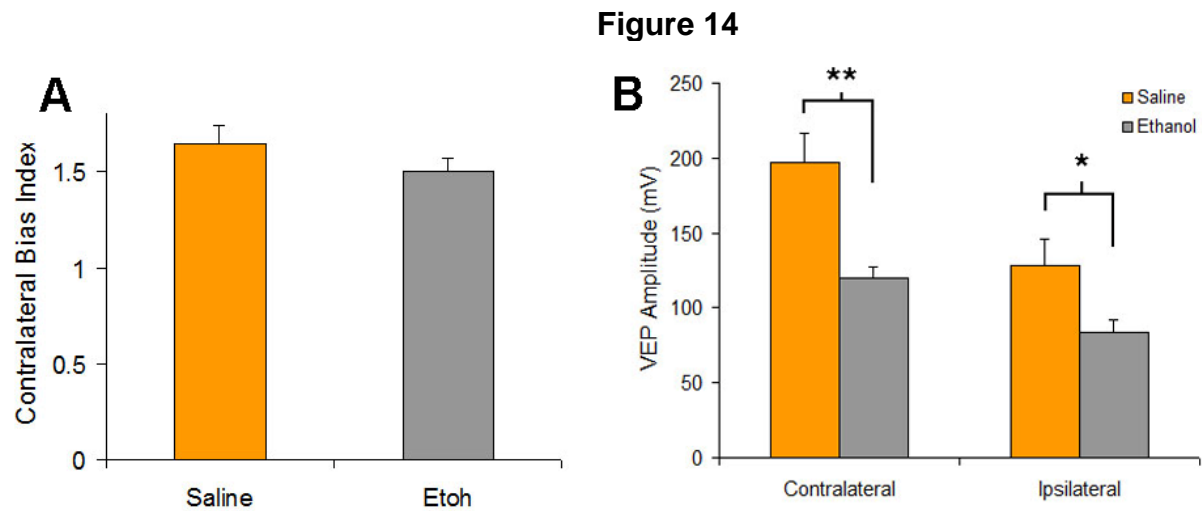 Figure 14
A
Contralateral Bias Index
1.5
1
0.5
0
Saline
Etoh
B
VEP Amplitude (mV)
250
200
150
100
50
0
**
*
Saline
Ethanol
Contralateral
Ipsilateral